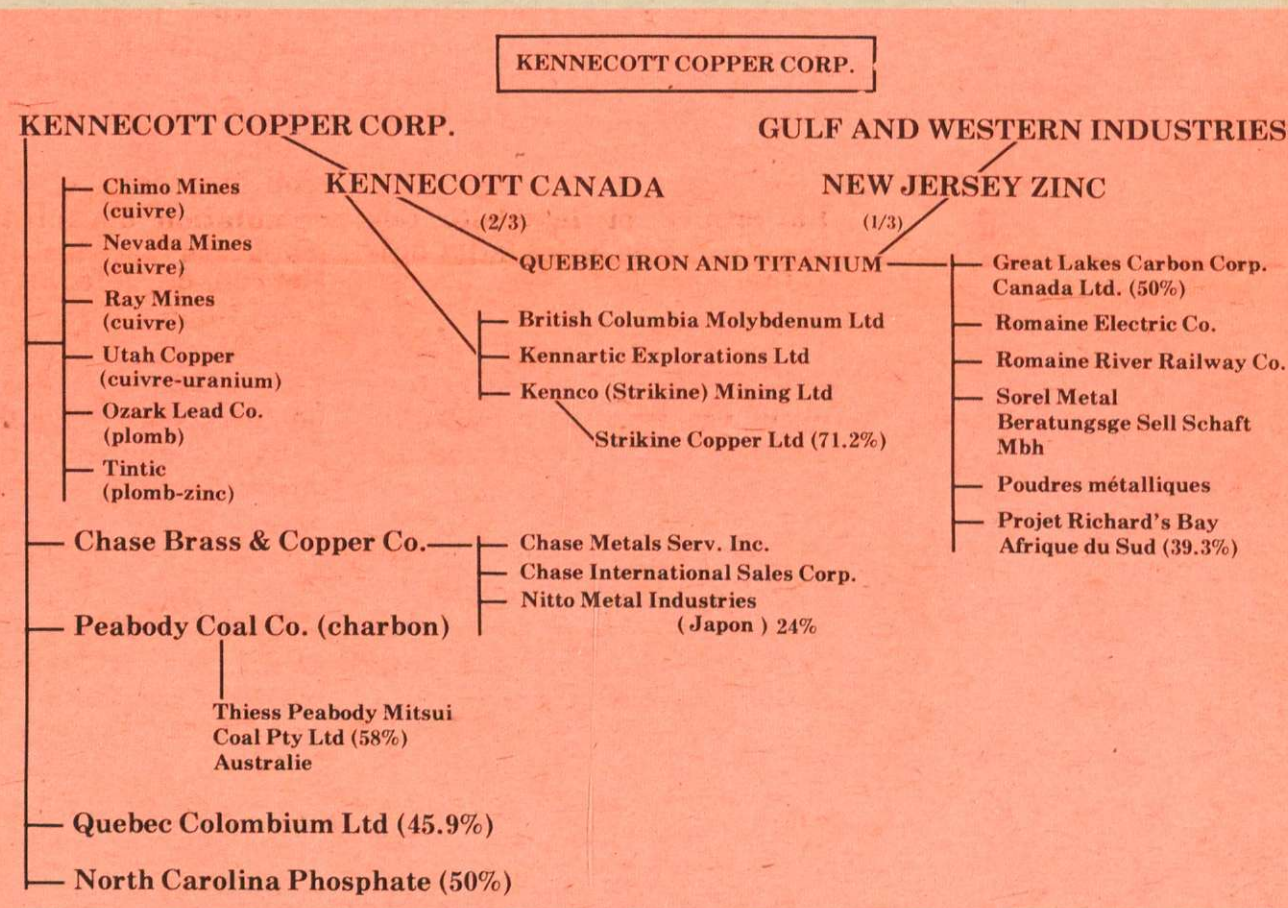 KENNECOTT COPPER CORP.
KENNECOTT COPPER CORP.
GULF AND WESTERN INDUSTRIES
KENNECOTT CANADA
NEW JERSEY ZINC
(2/3)
(1/3)
QUEBEC IRON AND TITANIUM
Chimo Mines
(cuivre)
Nevada Mines
(cuivre)
Ray Mines
(cuivre)
Utah Copper
(cuivre-uranium)
Ozark Lead Co.
(plomb)
Tintic
(plomb-zinc)
British Columbia Molybdenum Ltd
Kennartic Explorations Ltd
Kennco (Strikine) Mining Ltd
Strikine Copper Ltd (71.2%)
Great Lakes Carbon Corp.
Canada Ltd. (50%)
Romaine Electric Co.
Romaine River Railway Co.
Sorel Metal
Beratungsge Sell Schaft
Mbh
Poudres métalliques
Projet Richard's Bay
Afrique du Sud (39.3%)
Chase Brass & Copper Co.
Chase Metals Serv. Inc.
Chase International Sales Corp.
Nitto Metal Industries
(Japon) 24%
Peabody Coal Co. (charbon)
Thiess Peabody Mitsui
Coal Pty Ltd (58%)
Australie
Quebec Colombium Ltd (45.9%)
North Carolina Phosphate (50%)